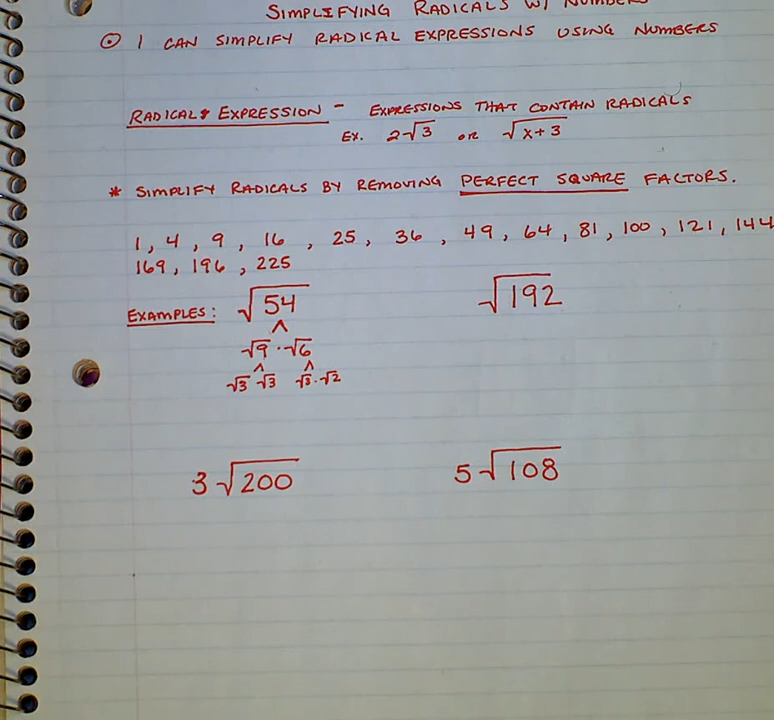 SIMPLIFYING RADICALS W/ NUMBERS
⊙ I CAN SIMPLIFY RADICAL EXPRESSIONS USING NUMBERS
RADICAL EXPRESSION - EXPRESSIONS THAT CONTAIN RADICALS
EX. 2√3 OR √x+3
* SIMPLIFY RADICALS BY REMOVING PERFECT SQUARE FACTORS.
1, 4, 9, 16, 25, 36, 49, 64, 81, 100, 121, 144
169, 196, 225
EXAMPLES: √54 √192
√9 · √6
√3 √3 √3 · √2
3√200 5√108